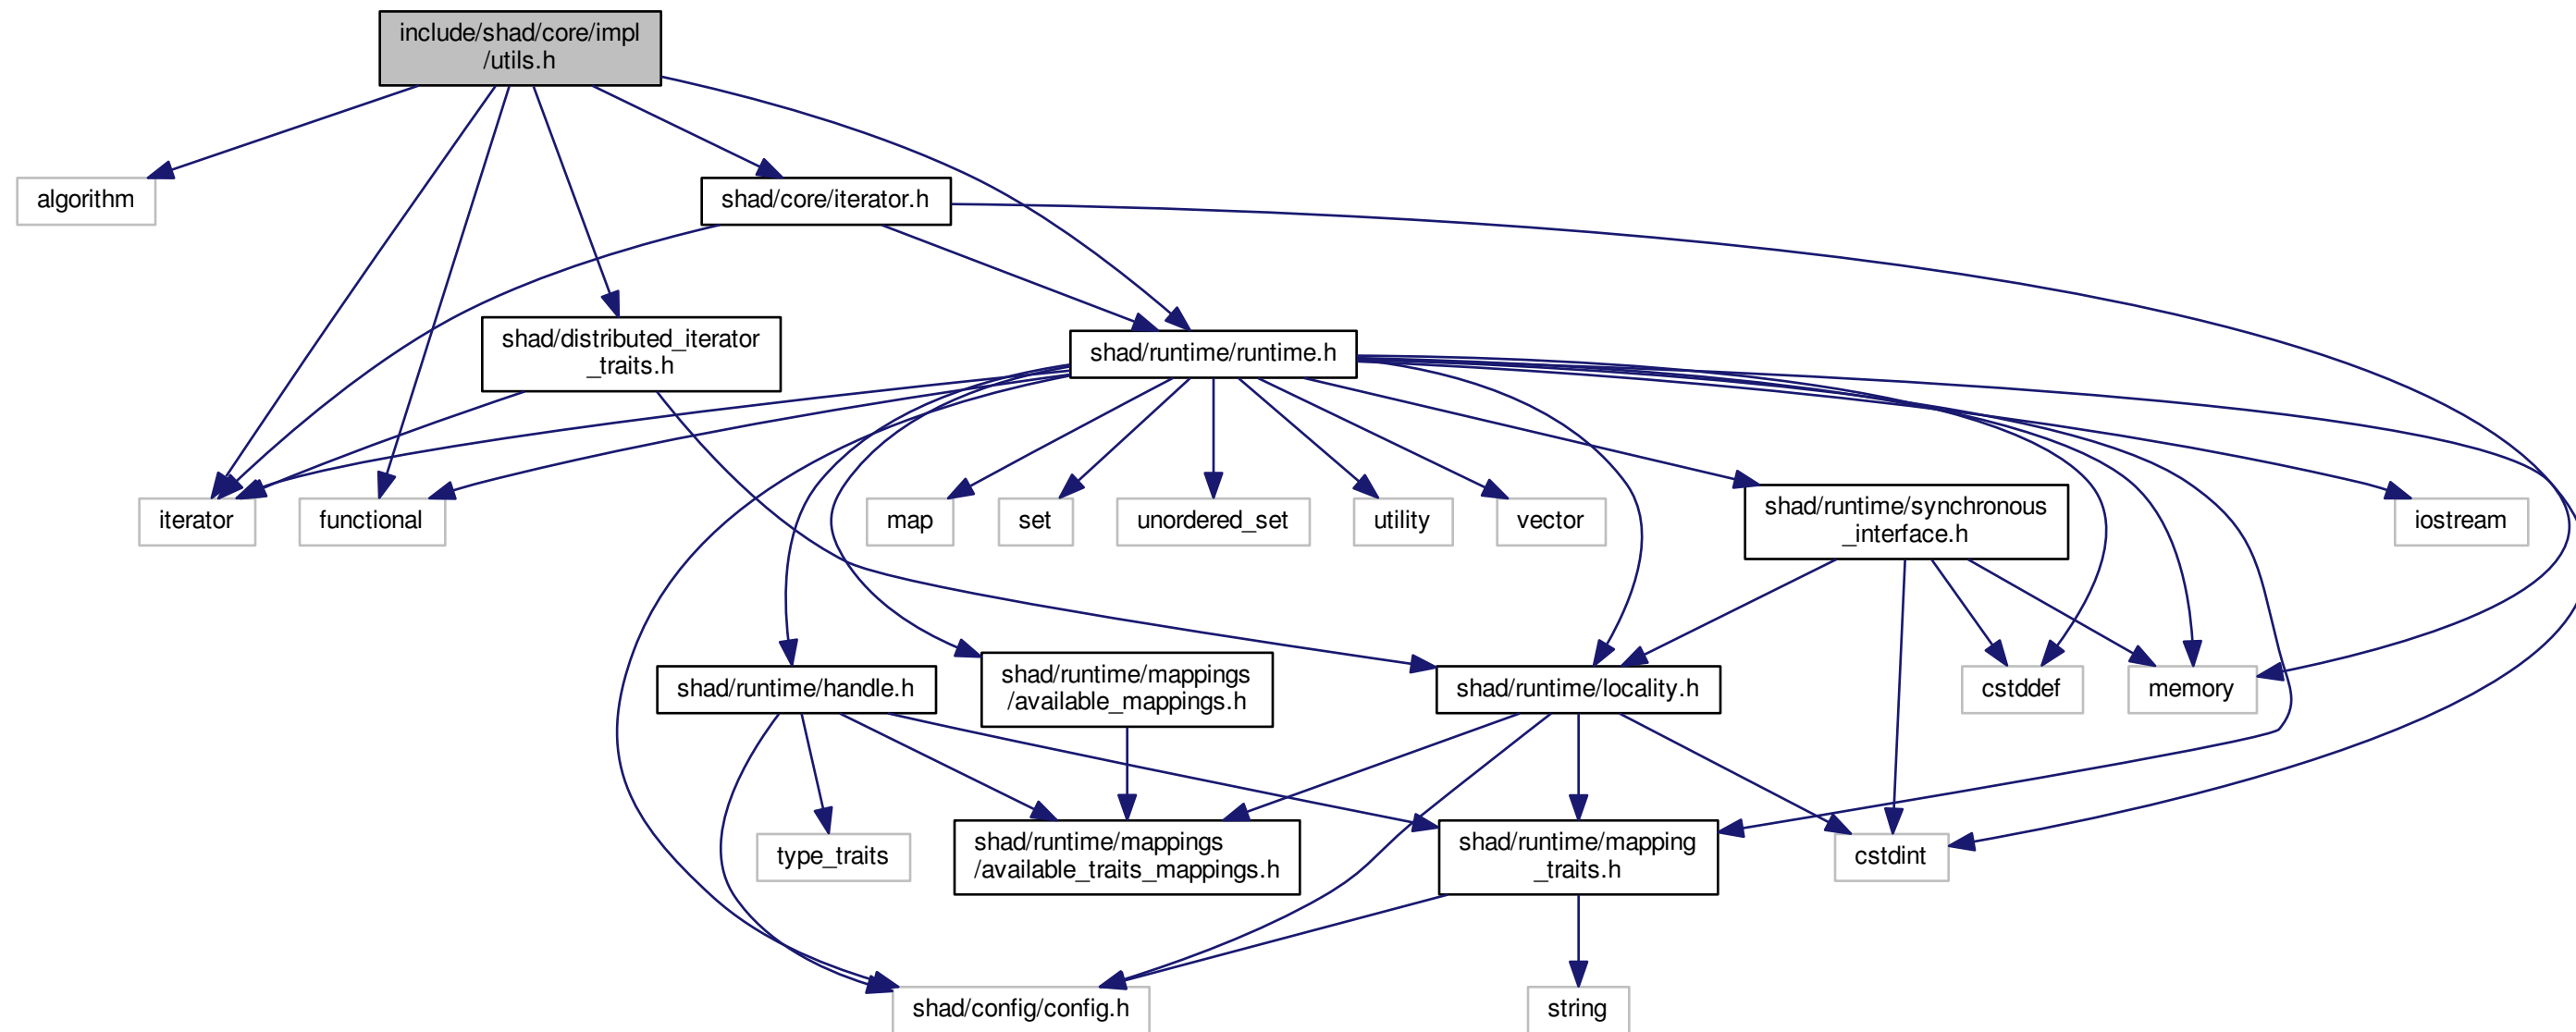 include/shad/core/impl
/utils.h
algorithm
shad/core/iterator.h
shad/distributed_iterator
_traits.h
shad/runtime/runtime.h
iterator
functional
map
set
unordered_set
utility
vector
shad/runtime/synchronous
_interface.h
iostream
shad/runtime/handle.h
shad/runtime/mappings
/available_mappings.h
shad/runtime/locality.h
cstddef
memory
type_traits
shad/runtime/mappings
/available_traits_mappings.h
shad/runtime/mapping
_traits.h
cstdint
shad/config/config.h
string